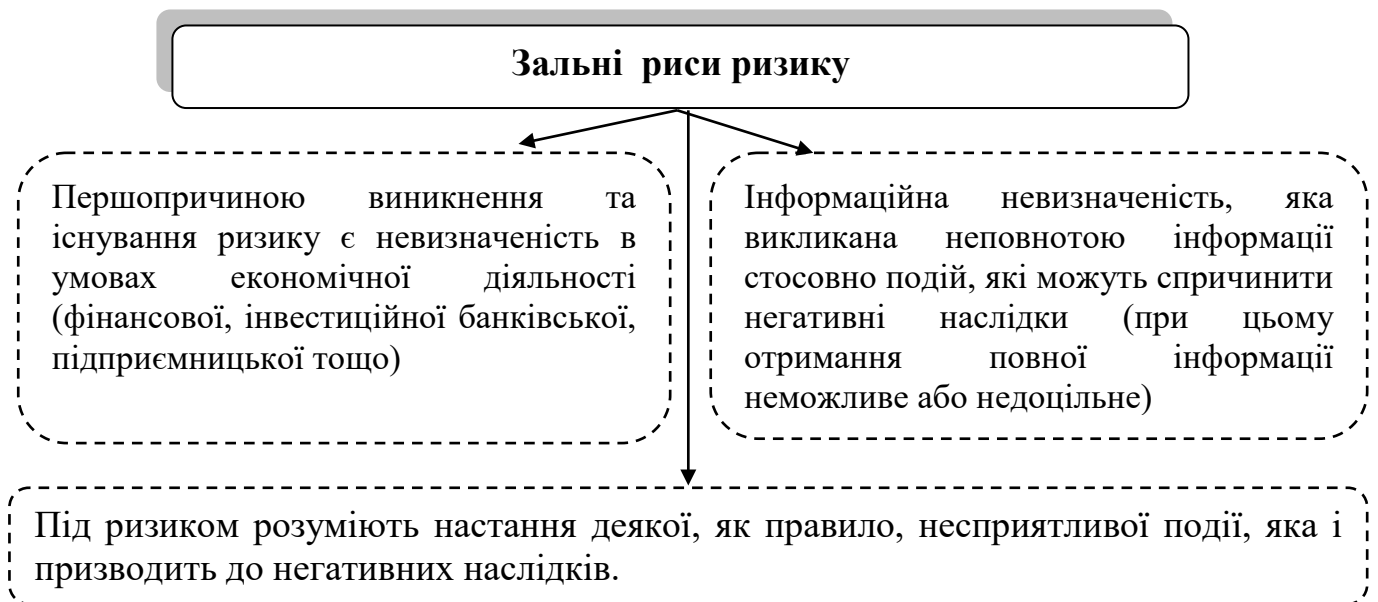 Зальні риси ризику
Першопричиною виникнення та
існування ризику є невизначеність в
умовах економічної діяльності
(фінансової, інвестиційної банківської,
підприємницької тощо)
Інформаційна невизначеність, яка
викликана неповнотою інформації
стосовно подій, які можуть спричинити
негативні наслідки (при цьому
отримання повної інформації
неможливе або недоцільне)
Під ризиком розуміють настання деякої, як правило, несприятливої події, яка і
призводить до негативних наслідків.